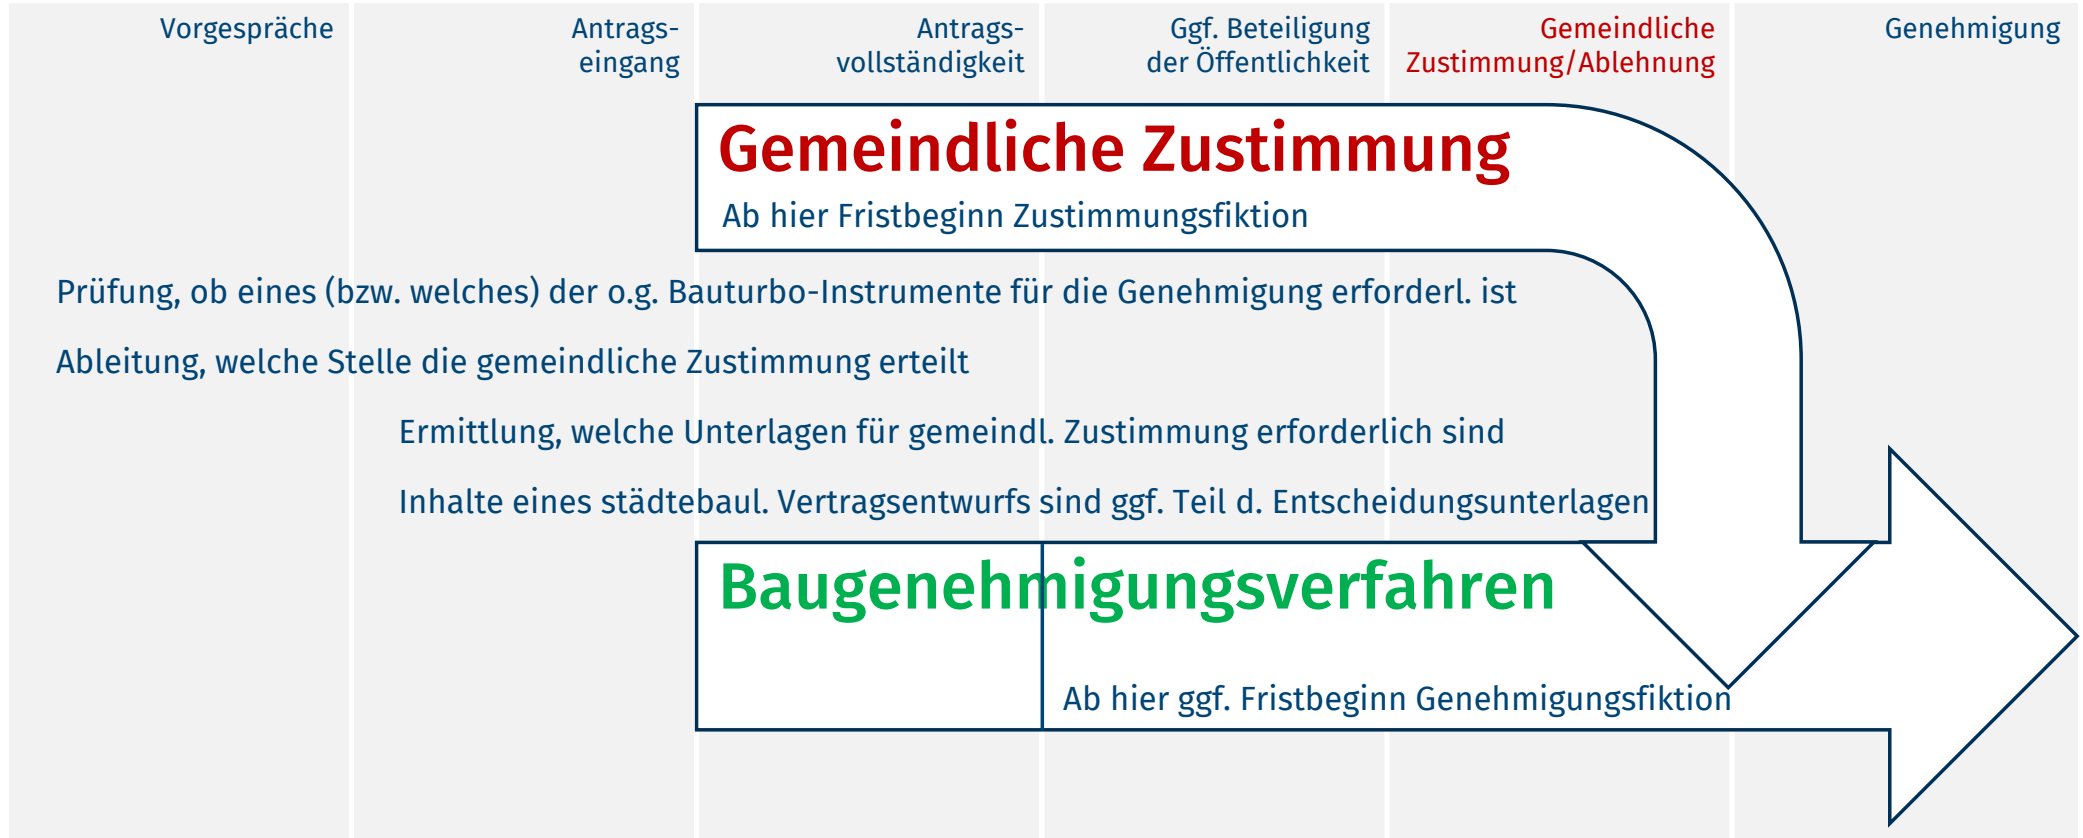 Vorgespräche
Antrags-
eingang
Antrags-
vollständigkeit
Ggf. Beteiligung
der Öffentlichkeit
Gemeindliche
Zustimmung/Ablehnung
Genehmigung
Gemeindliche Zustimmung
Ab hier Fristbeginn Zustimmungsfiktion
Prüfung, ob eines (bzw. welches) der o.g. Bauturbo-Instrumente für die Genehmigung erforderl. ist
Ableitung, welche Stelle die gemeindliche Zustimmung erteilt
Ermittlung, welche Unterlagen für gemeindl. Zustimmung erforderlich sind
Inhalte eines städtebaul. Vertragsentwurfs sind ggf. Teil d. Entscheidungsunterlagen
Baugenehmigungsverfahren
Ab hier ggf. Fristbeginn Genehmigungsfiktion